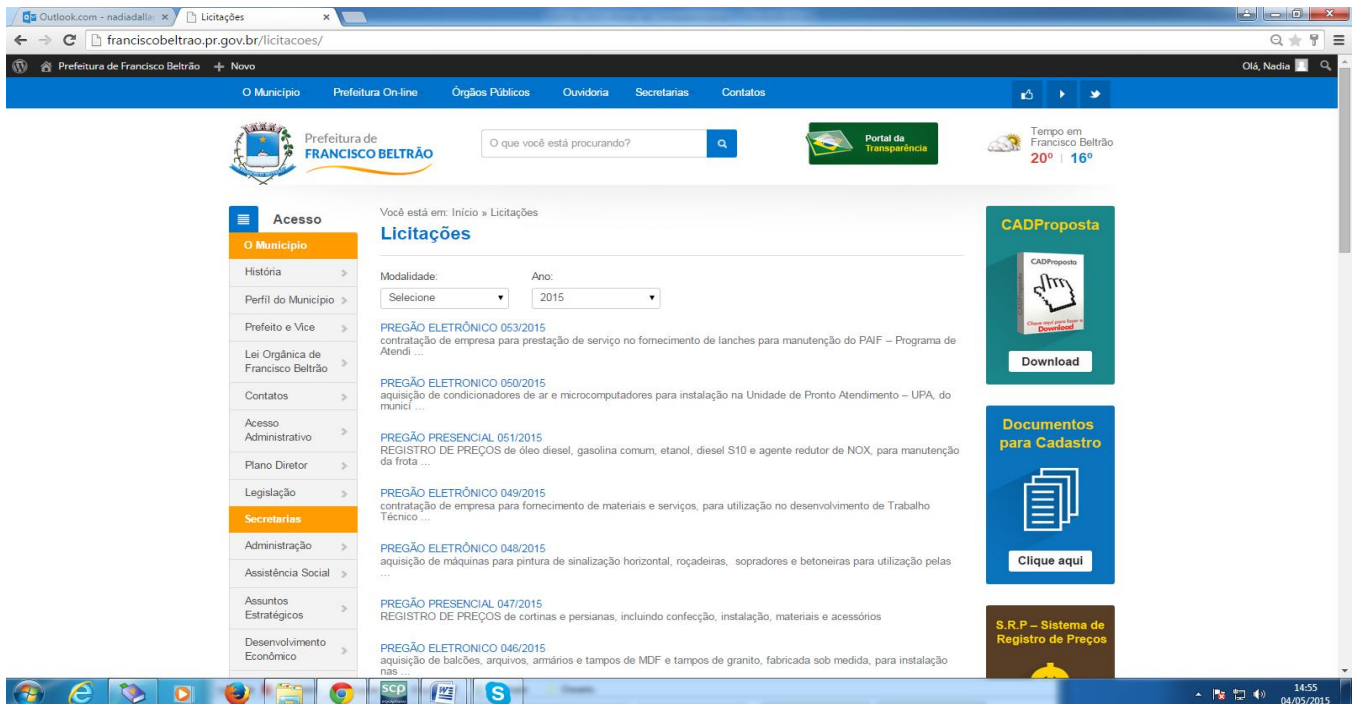 Outlook.com - nadiadalla
Licitações
franciscobeltrao.pr.gov.br/licitacoes/
Prefeitura de Francisco Beltrão
+ Novo
Olá, Nadia
O Município
Prefeitura On-line
Órgãos Públicos
Ouvidoria
Secretarias
Contatos
Prefeitura de
FRANCISCO BELTRÃO
O que você está procurando?
Portal da
Transparência
Tempo em
Francisco Beltrão
20º | 16º
Acesso
O Município
História
Perfil do Município
Prefeito e Vice
Lei Orgânica de
Francisco Beltrão
Contatos
Acesso
Administrativo
Plano Diretor
Legislação
Secretarias
Administração
Assistência Social
Assuntos
Estratégicos
Desenvolvimento
Econômico
Você está em: Início » Licitações
Licitações
Modalidade:
Ano:
Selecione
2015
PREGÃO ELETRÔNICO 053/2015
contratação de empresa para prestação de serviço no fornecimento de lanches para manutenção do PAIF – Programa de
Atendi ...
PREGÃO ELETRONICO 050/2015
aquisição de condicionadores de ar e microcomputadores para instalação na Unidade de Pronto Atendimento – UPA, do
municí ...
PREGÃO PRESENCIAL 051/2015
REGISTRO DE PREÇOS de óleo diesel, gasolina comum, etanol, diesel S10 e agente redutor de NOX, para manutenção
da frota ...
PREGÃO ELETRÔNICO 049/2015
contratação de empresa para fornecimento de materiais e serviços, para utilização no desenvolvimento de Trabalho
Técnico ...
PREGÃO ELETRÔNICO 048/2015
aquisição de máquinas para pintura de sinalização horizontal, roçadeiras, sopradores e betoneiras para utilização pelas
...
PREGÃO PRESENCIAL 047/2015
REGISTRO DE PREÇOS de cortinas e persianas, incluindo confecção, instalação, materiais e acessórios
PREGÃO ELETRONICO 046/2015
aquisição de balcões, arquivos, armários e tampos de MDF e tampos de granito, fabricada sob medida, para instalação
nas ...
CADProposta
CADProposta
CADProposta
Clique aqui para fazer o
Download
Download
Documentos
para Cadastro
Clique aqui
S.R.P – Sistema de
Registro de Preços
scp
14:55
04/05/2015